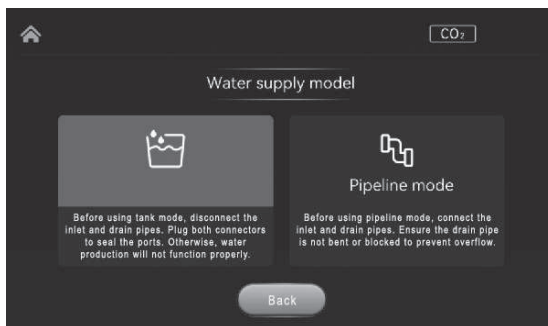 CO₂
Water supply model
Pipeline mode
Before using tank mode, disconnect the
inlet and drain pipes. Plug both connectors
to seal the ports. Otherwise, water
production will not function properly.
Before using pipeline mode, connect the
inlet and drain pipes. Ensure the drain pipe
is not bent or blocked to prevent overflow.
Back